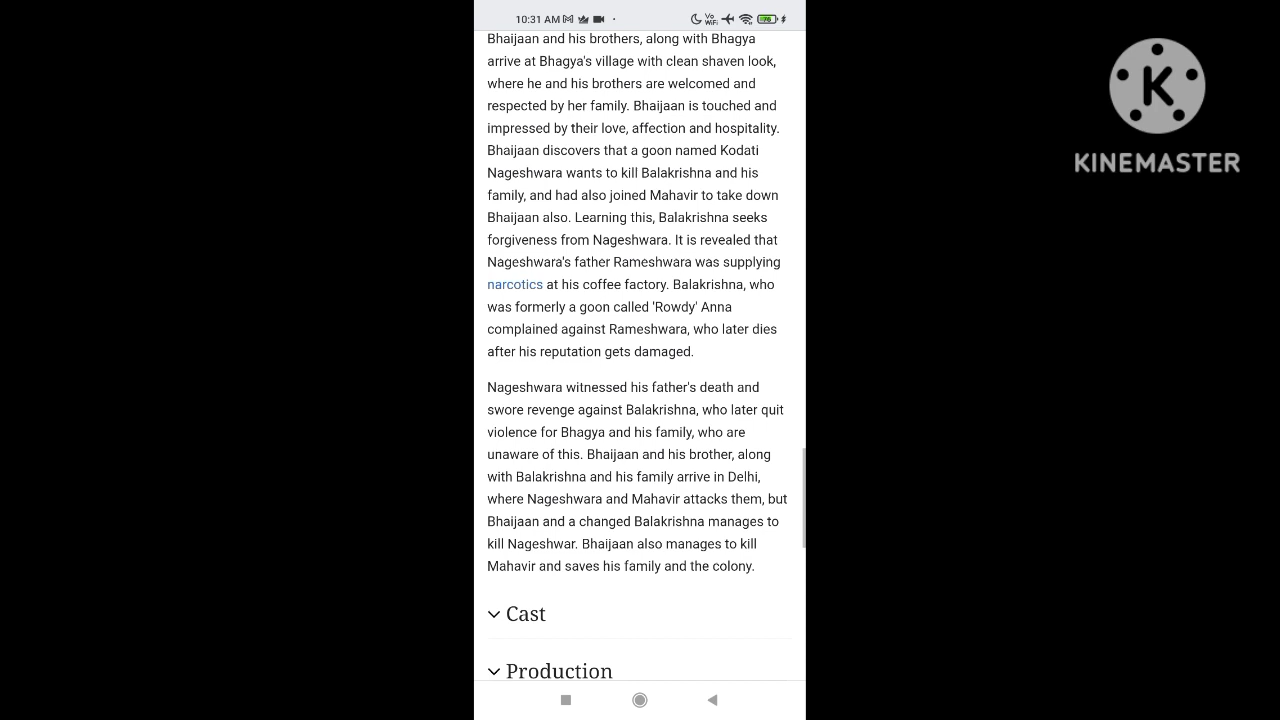 10:31 AM
Vo
WiFi
76
Bhaijaan and his brothers, along with Bhagya
arrive at Bhagya's village with clean shaven look,
where he and his brothers are welcomed and
respected by her family. Bhaijaan is touched and
impressed by their love, affection and hospitality.
Bhaijaan discovers that a goon named Kodati
Nageshwara wants to kill Balakrishna and his
family, and had also joined Mahavir to take down
Bhaijaan also. Learning this, Balakrishna seeks
forgiveness from Nageshwara. It is revealed that
Nageshwara's father Rameshwara was supplying
narcotics at his coffee factory. Balakrishna, who
was formerly a goon called 'Rowdy' Anna
complained against Rameshwara, who later dies
after his reputation gets damaged.
Nageshwara witnessed his father's death and
swore revenge against Balakrishna, who later quit
violence for Bhagya and his family, who are
unaware of this. Bhaijaan and his brother, along
with Balakrishna and his family arrive in Delhi,
where Nageshwara and Mahavir attacks them, but
Bhaijaan and a changed Balakrishna manages to
kill Nageshwar. Bhaijaan also manages to kill
Mahavir and saves his family and the colony.
Cast
Production
K
KINEMASTER